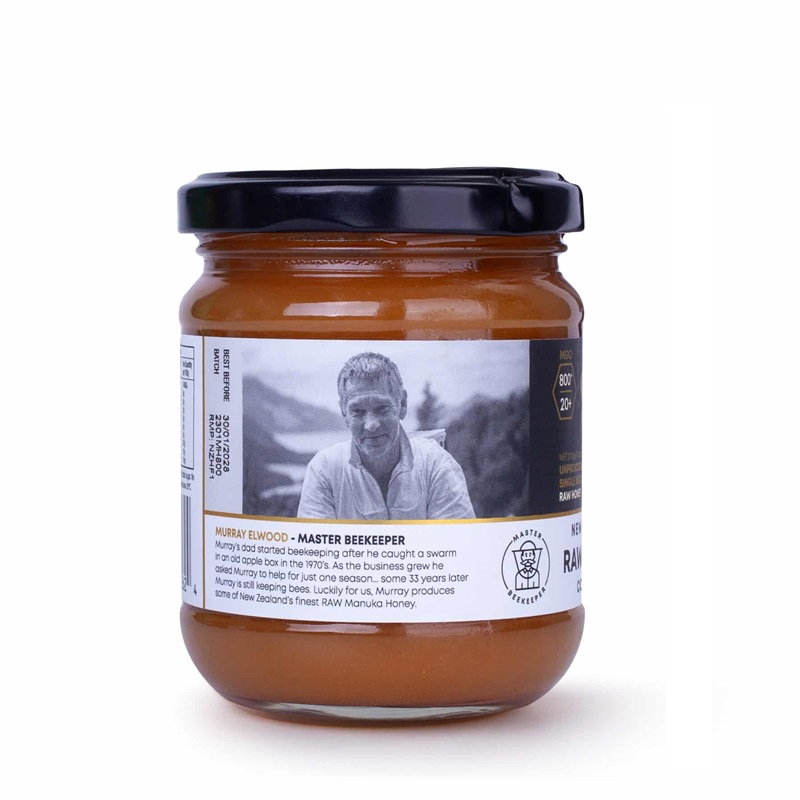 BEST BEFORE 30/01/2028
BATCH 2301MH800
RMP: NZHF1
MURRAY ELWOOD - MASTER BEEKEEPER
Murray's dad started beekeeping after he caught a swarm
in an old apple box in the 1970's. As the business grew he
asked Murray to help for just one season... some 33 years later
Murray is still keeping bees. Luckily for us, Murray produces
some of New Zealand's finest RAW Manuka Honey.
MASTER
BEEKEEPER
MGO
800+
20+
RAW HONEY
NEW
RAW